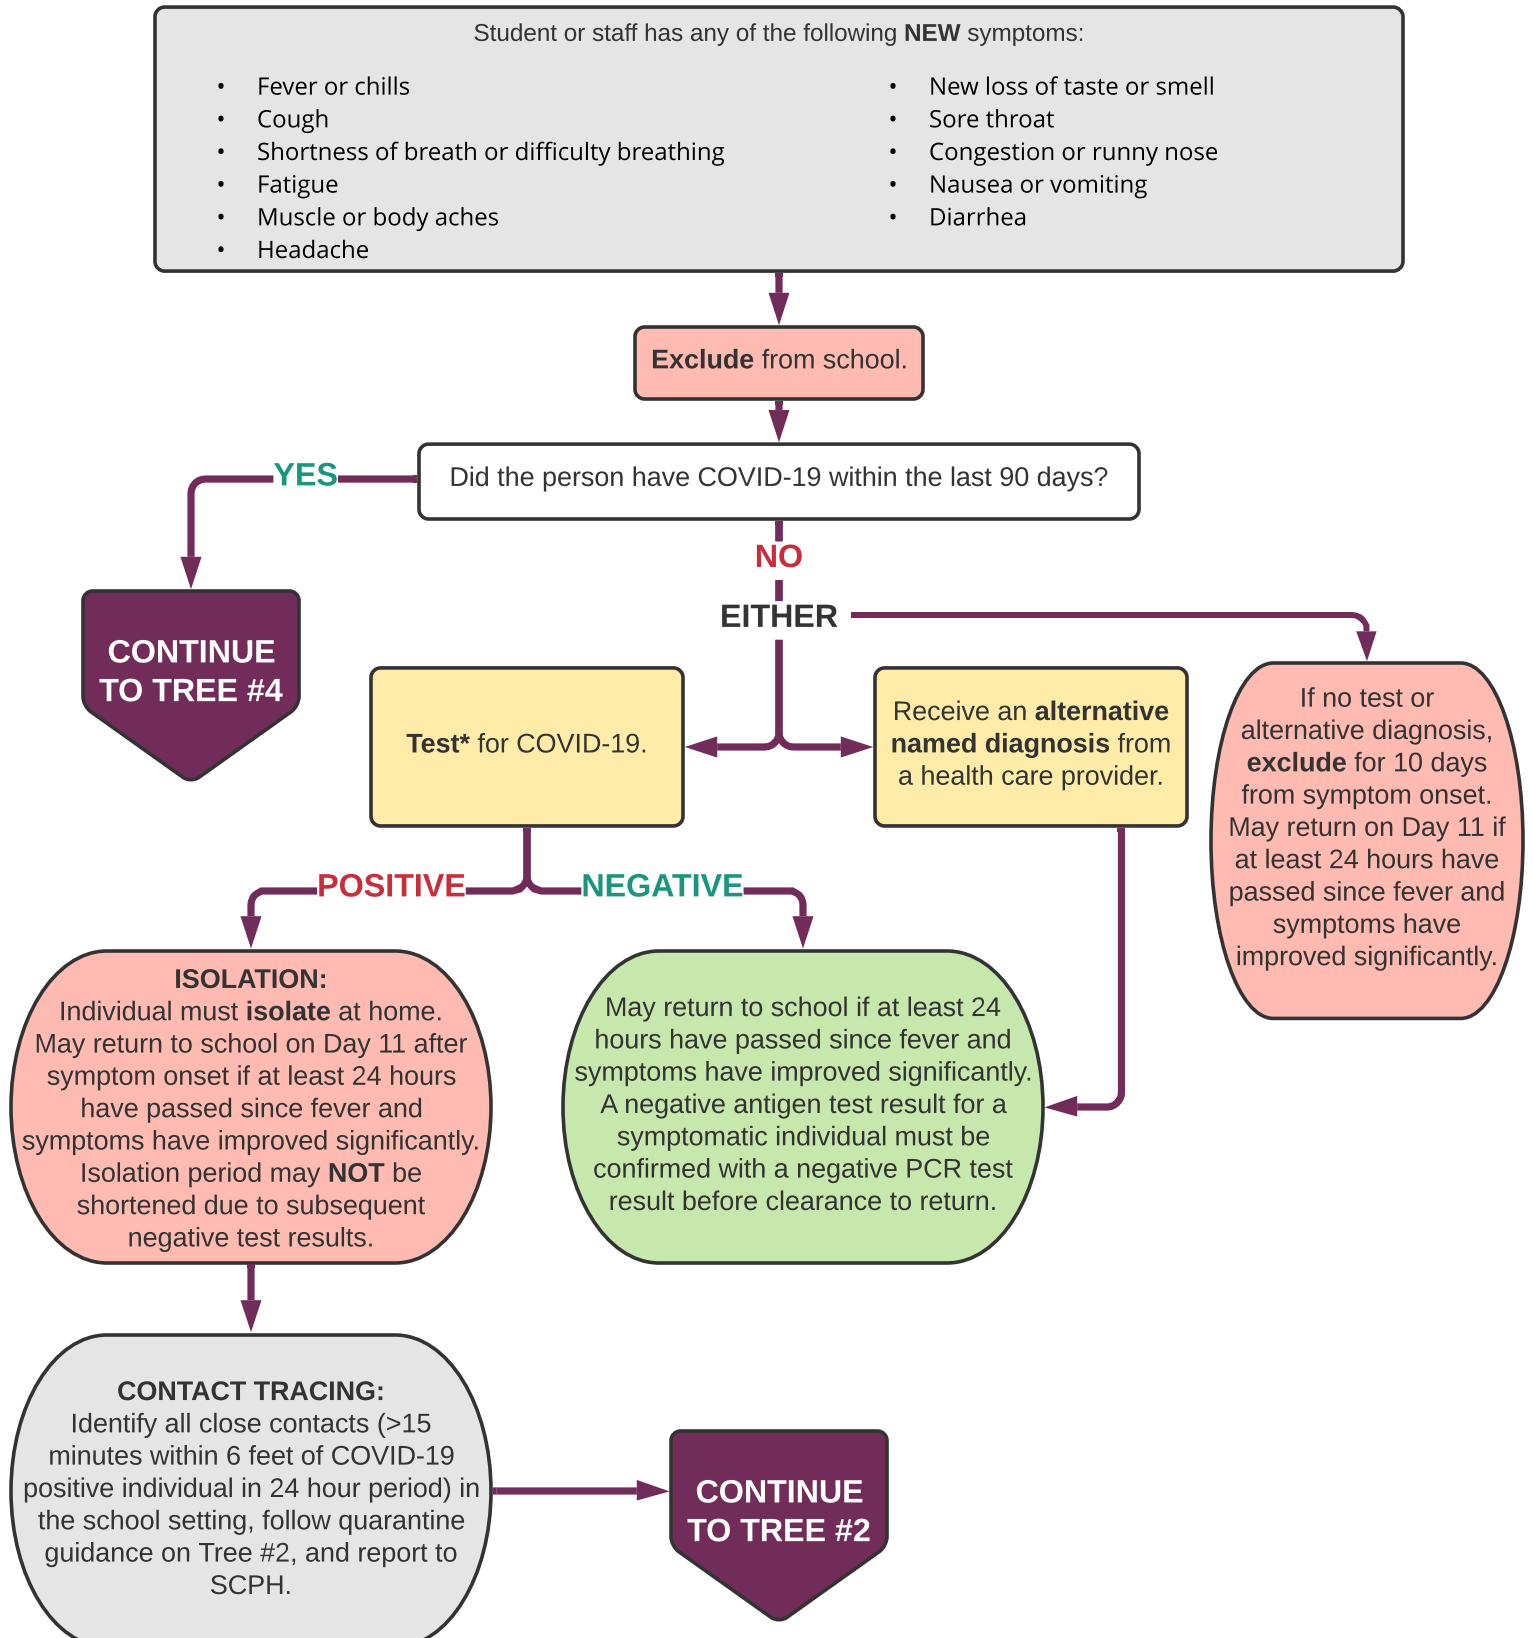 Student or staff has any of the following NEW symptoms:
• Fever or chills
• Cough
• Shortness of breath or difficulty breathing
• Fatigue
• Muscle or body aches
• Headache
• New loss of taste or smell
• Sore throat
• Congestion or runny nose
• Nausea or vomiting
• Diarrhea
Exclude from school.
Did the person have COVID-19 within the last 90 days?
YES
CONTINUE
TO TREE #4
NO
EITHER
Test* for COVID-19.
Receive an alternative
named diagnosis from
a health care provider.
If no test or
alternative diagnosis,
exclude for 10 days
from symptom onset.
May return on Day 11 if
at least 24 hours have
passed since fever and
symptoms have
improved significantly.
POSITIVE
NEGATIVE
ISOLATION:
Individual must isolate at home.
May return to school on Day 11 after
symptom onset if at least 24 hours
have passed since fever and
symptoms have improved significantly.
Isolation period may NOT be
shortened due to subsequent
negative test results.
May return to school if at least 24
hours have passed since fever and
symptoms have improved significantly.
A negative antigen test result for a
symptomatic individual must be
confirmed with a negative PCR test
result before clearance to return.
CONTACT TRACING:
Identify all close contacts (>15
minutes within 6 feet of COVID-19
positive individual in 24 hour period) in
the school setting, follow quarantine
guidance on Tree #2, and report to
SCPH.
CONTINUE
TO TREE #2